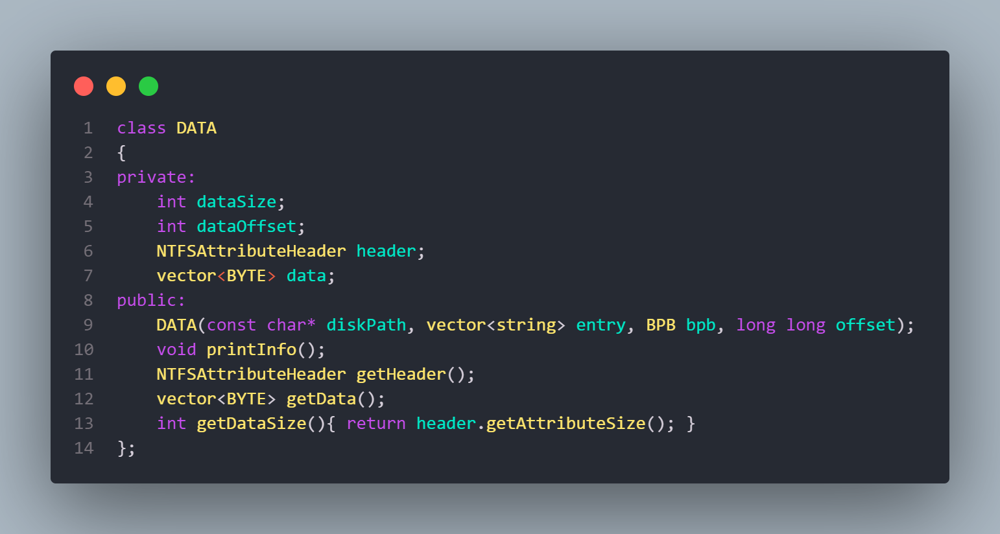 1 class DATA
2 {
3 private:
4     int dataSize;
5     int dataOffset;
6     NTFSAttributeHeader header;
7     vector<BYTE> data;
8 public:
9     DATA(const char* diskPath, vector<string> entry, BPB bpb, long long offset);
10     void printInfo();
11     NTFSAttributeHeader getHeader();
12     vector<BYTE> getData();
13     int getDataSize(){ return header.getAttributeSize(); }
14 };